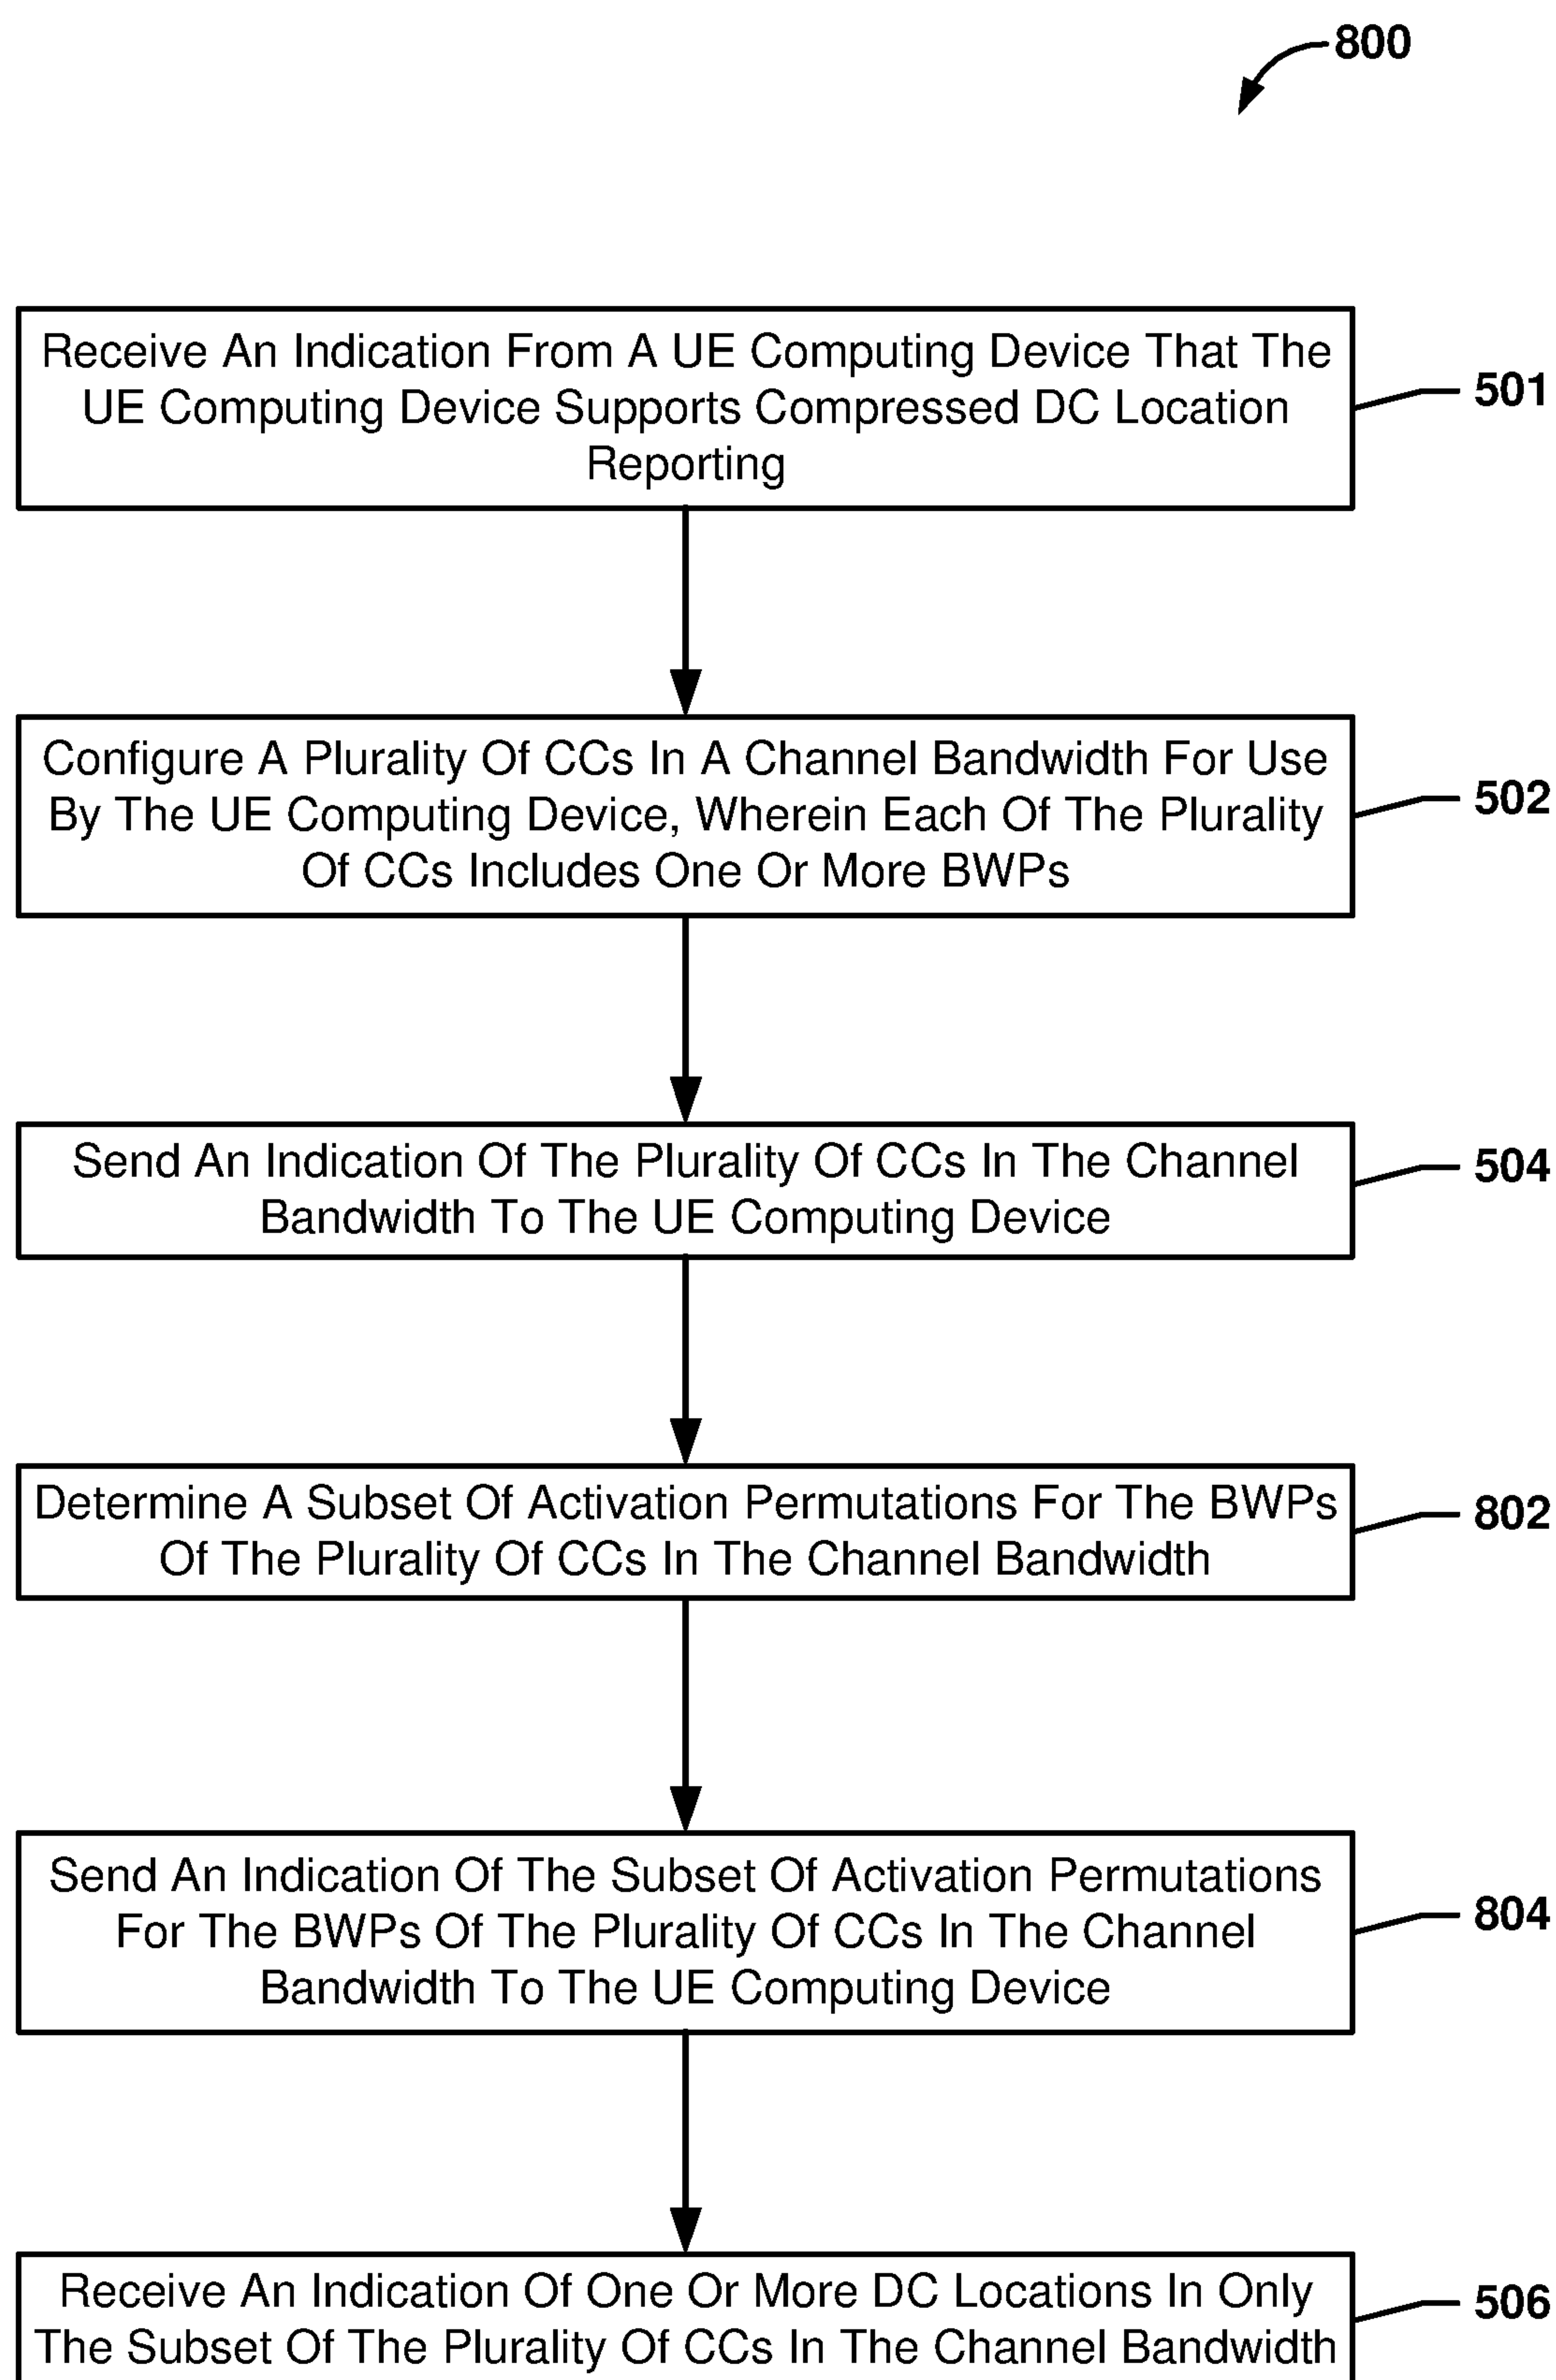 800
Receive An Indication From A UE Computing Device That The
UE Computing Device Supports Compressed DC Location
Reporting
501
Configure A Plurality Of CCs In A Channel Bandwidth For Use
By The UE Computing Device, Wherein Each Of The Plurality
Of CCs Includes One Or More BWPs
502
Send An Indication Of The Plurality Of CCs In The Channel
Bandwidth To The UE Computing Device
504
Determine A Subset Of Activation Permutations For The BWPs
Of The Plurality Of CCs In The Channel Bandwidth
802
Send An Indication Of The Subset Of Activation Permutations
For The BWPs Of The Plurality Of CCs In The Channel
Bandwidth To The UE Computing Device
804
Receive An Indication Of One Or More DC Locations In Only
The Subset Of The Plurality Of CCs In The Channel Bandwidth
506